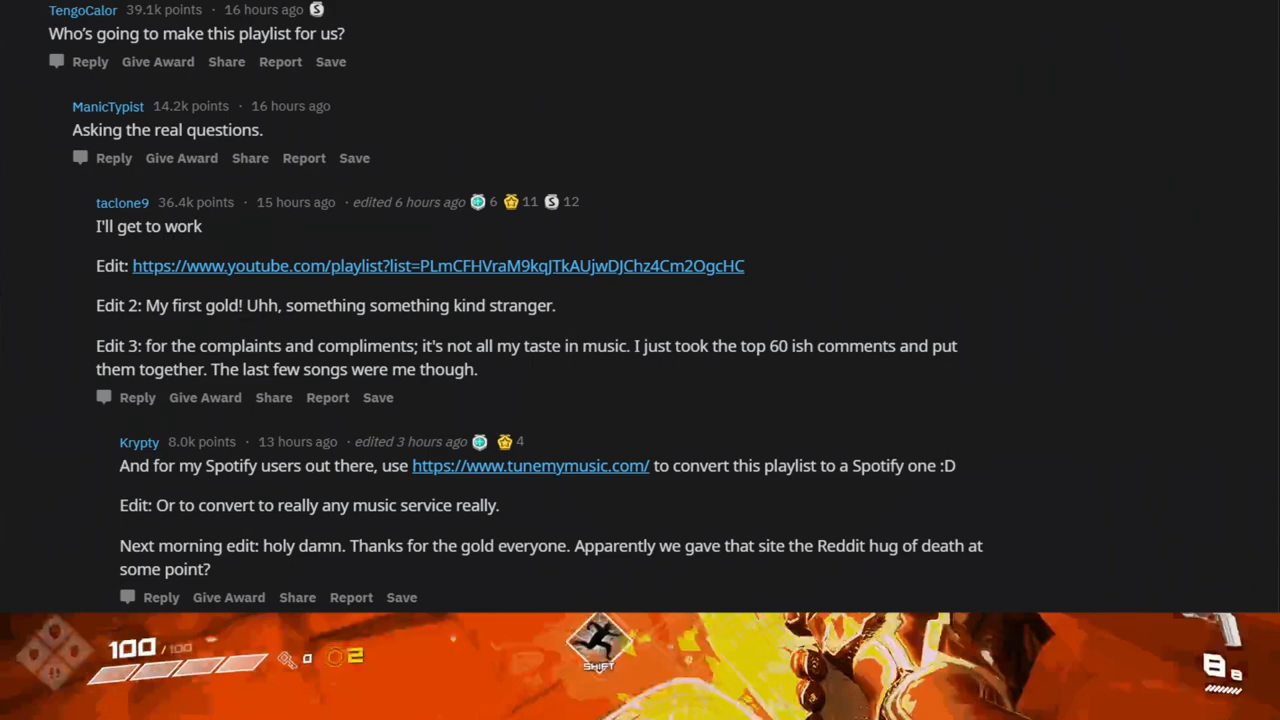 TengoCalor 39.1k points · 16 hours ago S
Who's going to make this playlist for us?
Reply Give Award Share Report Save
ManicTypist 14.2k points · 16 hours ago
Asking the real questions.
Reply Give Award Share Report Save
taclone9 36.4k points · 15 hours ago · edited 6 hours ago 6 11 S 12
I'll get to work
Edit: https://www.youtube.com/playlist?list=PLmCFHVraM9kqJTkAUjwDJChz4Cm2OgcHC
Edit 2: My first gold! Uhh, something something kind stranger.
Edit 3: for the complaints and compliments; it's not all my taste in music. I just took the top 60 ish comments and put
them together. The last few songs were me though.
Reply Give Award Share Report Save
Krypty 8.0k points · 13 hours ago · edited 3 hours ago 4
And for my Spotify users out there, use https://www.tunemymusic.com/ to convert this playlist to a Spotify one :D
Edit: Or to convert to really any music service really.
Next morning edit: holy damn. Thanks for the gold everyone. Apparently we gave that site the Reddit hug of death at
some point?
Reply Give Award Share Report Save
100 / 100 0 2
SHIFT
8 8